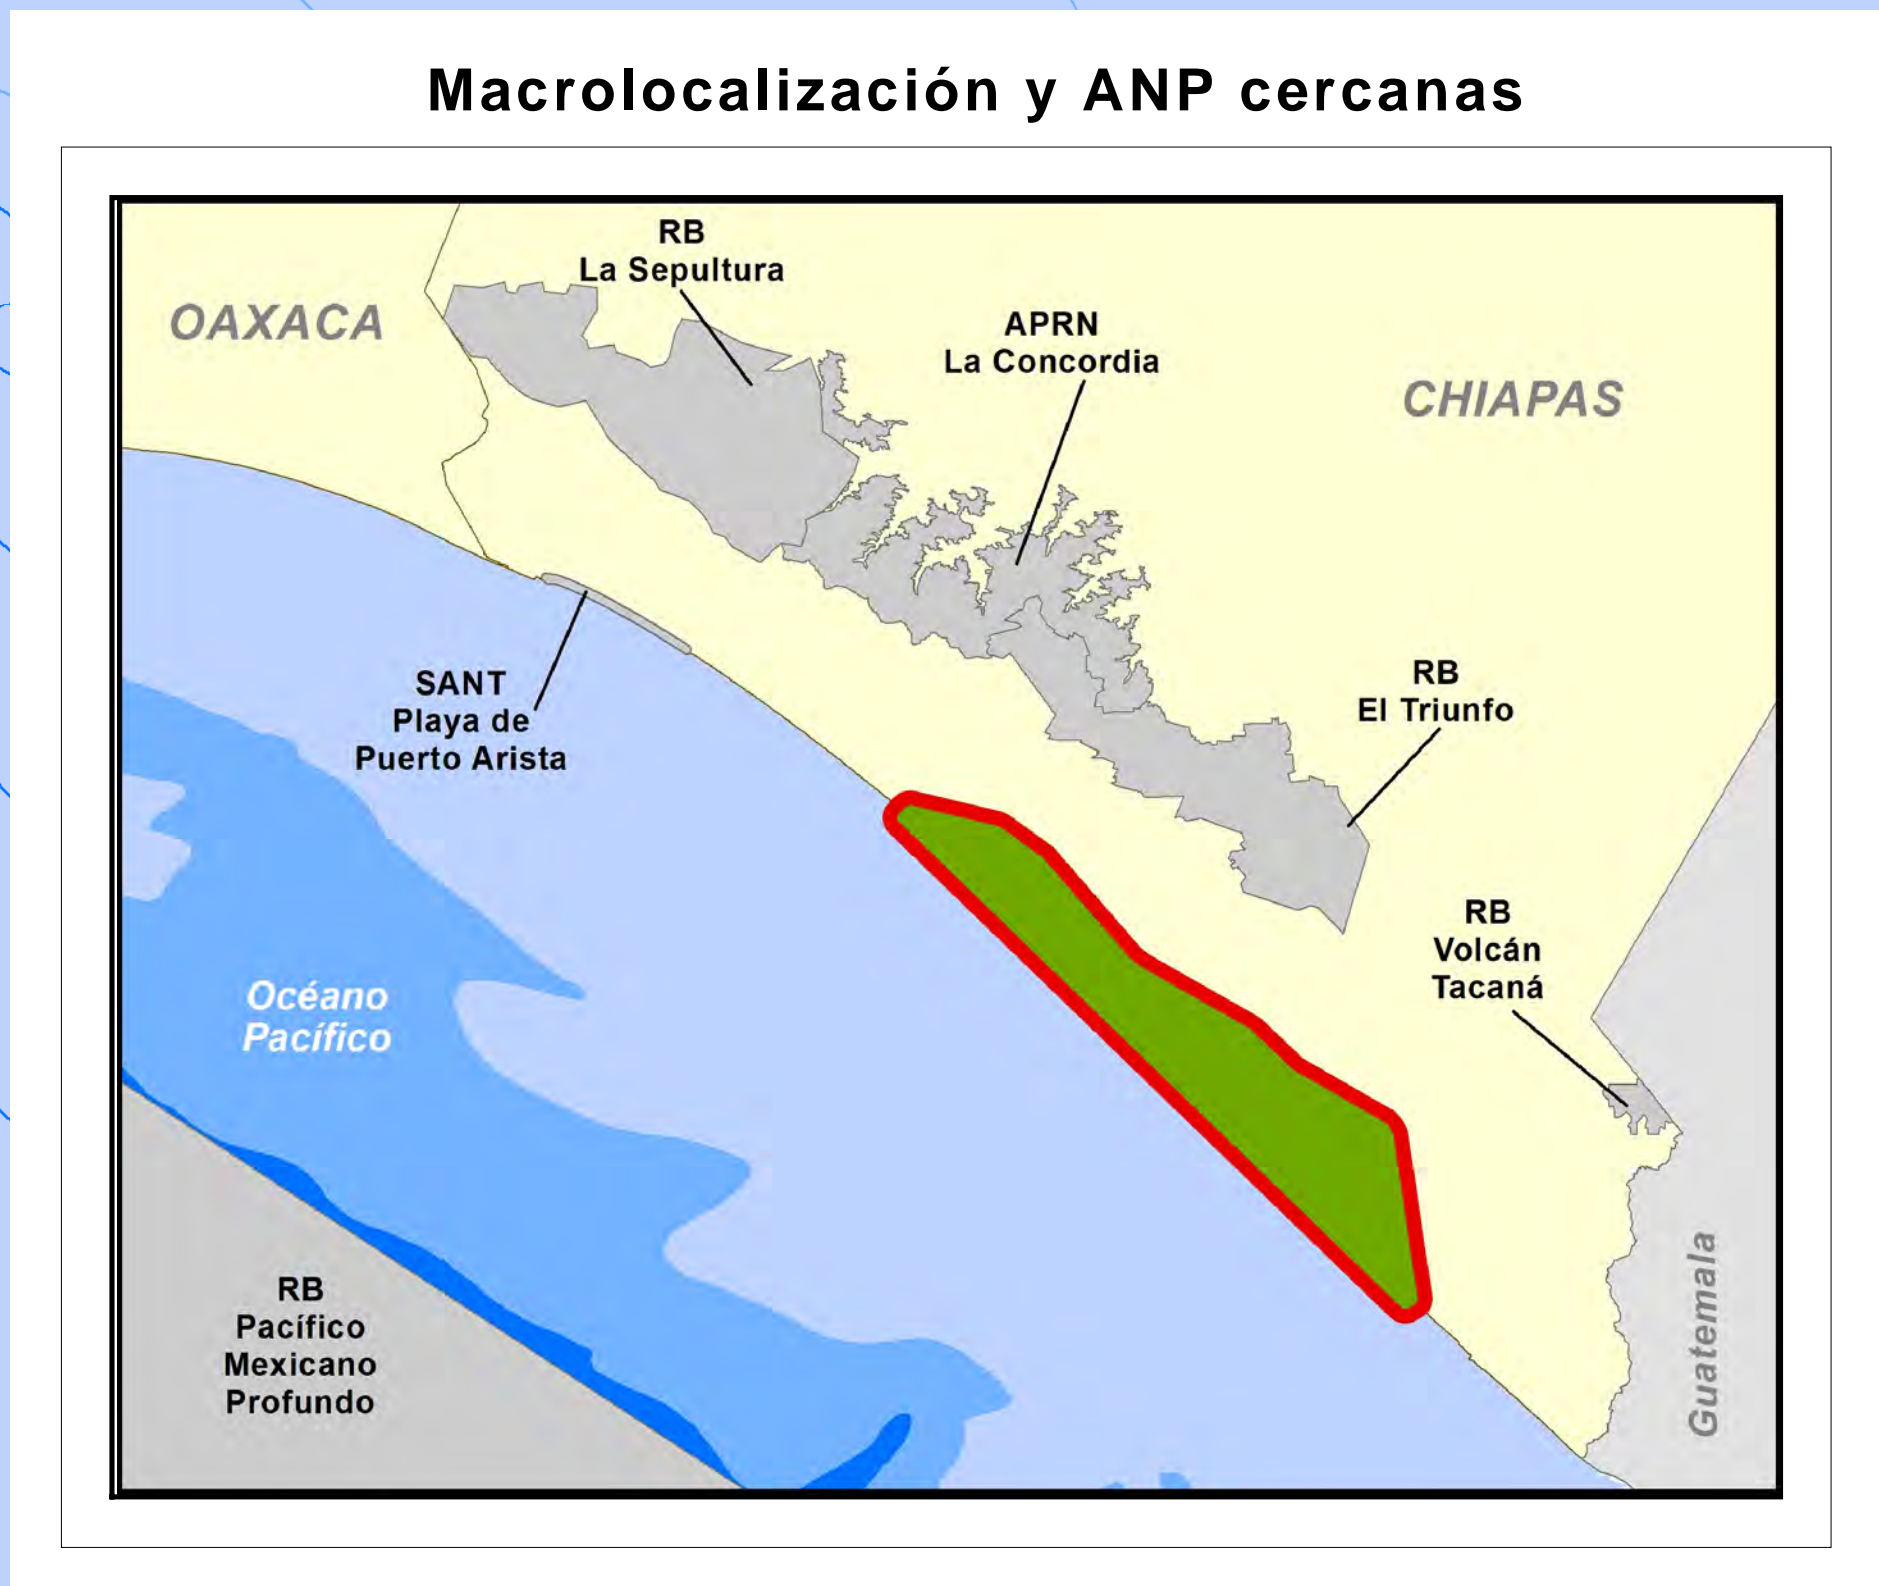 Macrolocalización y ANP cercanas
RB
La Sepultura
OAXACA
APRN
La Concordia
CHIAPAS
SANT
Playa de
Puerto Arista
RB
El Triunfo
RB
Volcán
Tacaná
Océano
Pacífico
RB
Pacífico
Mexicano
Profundo
Guatemala